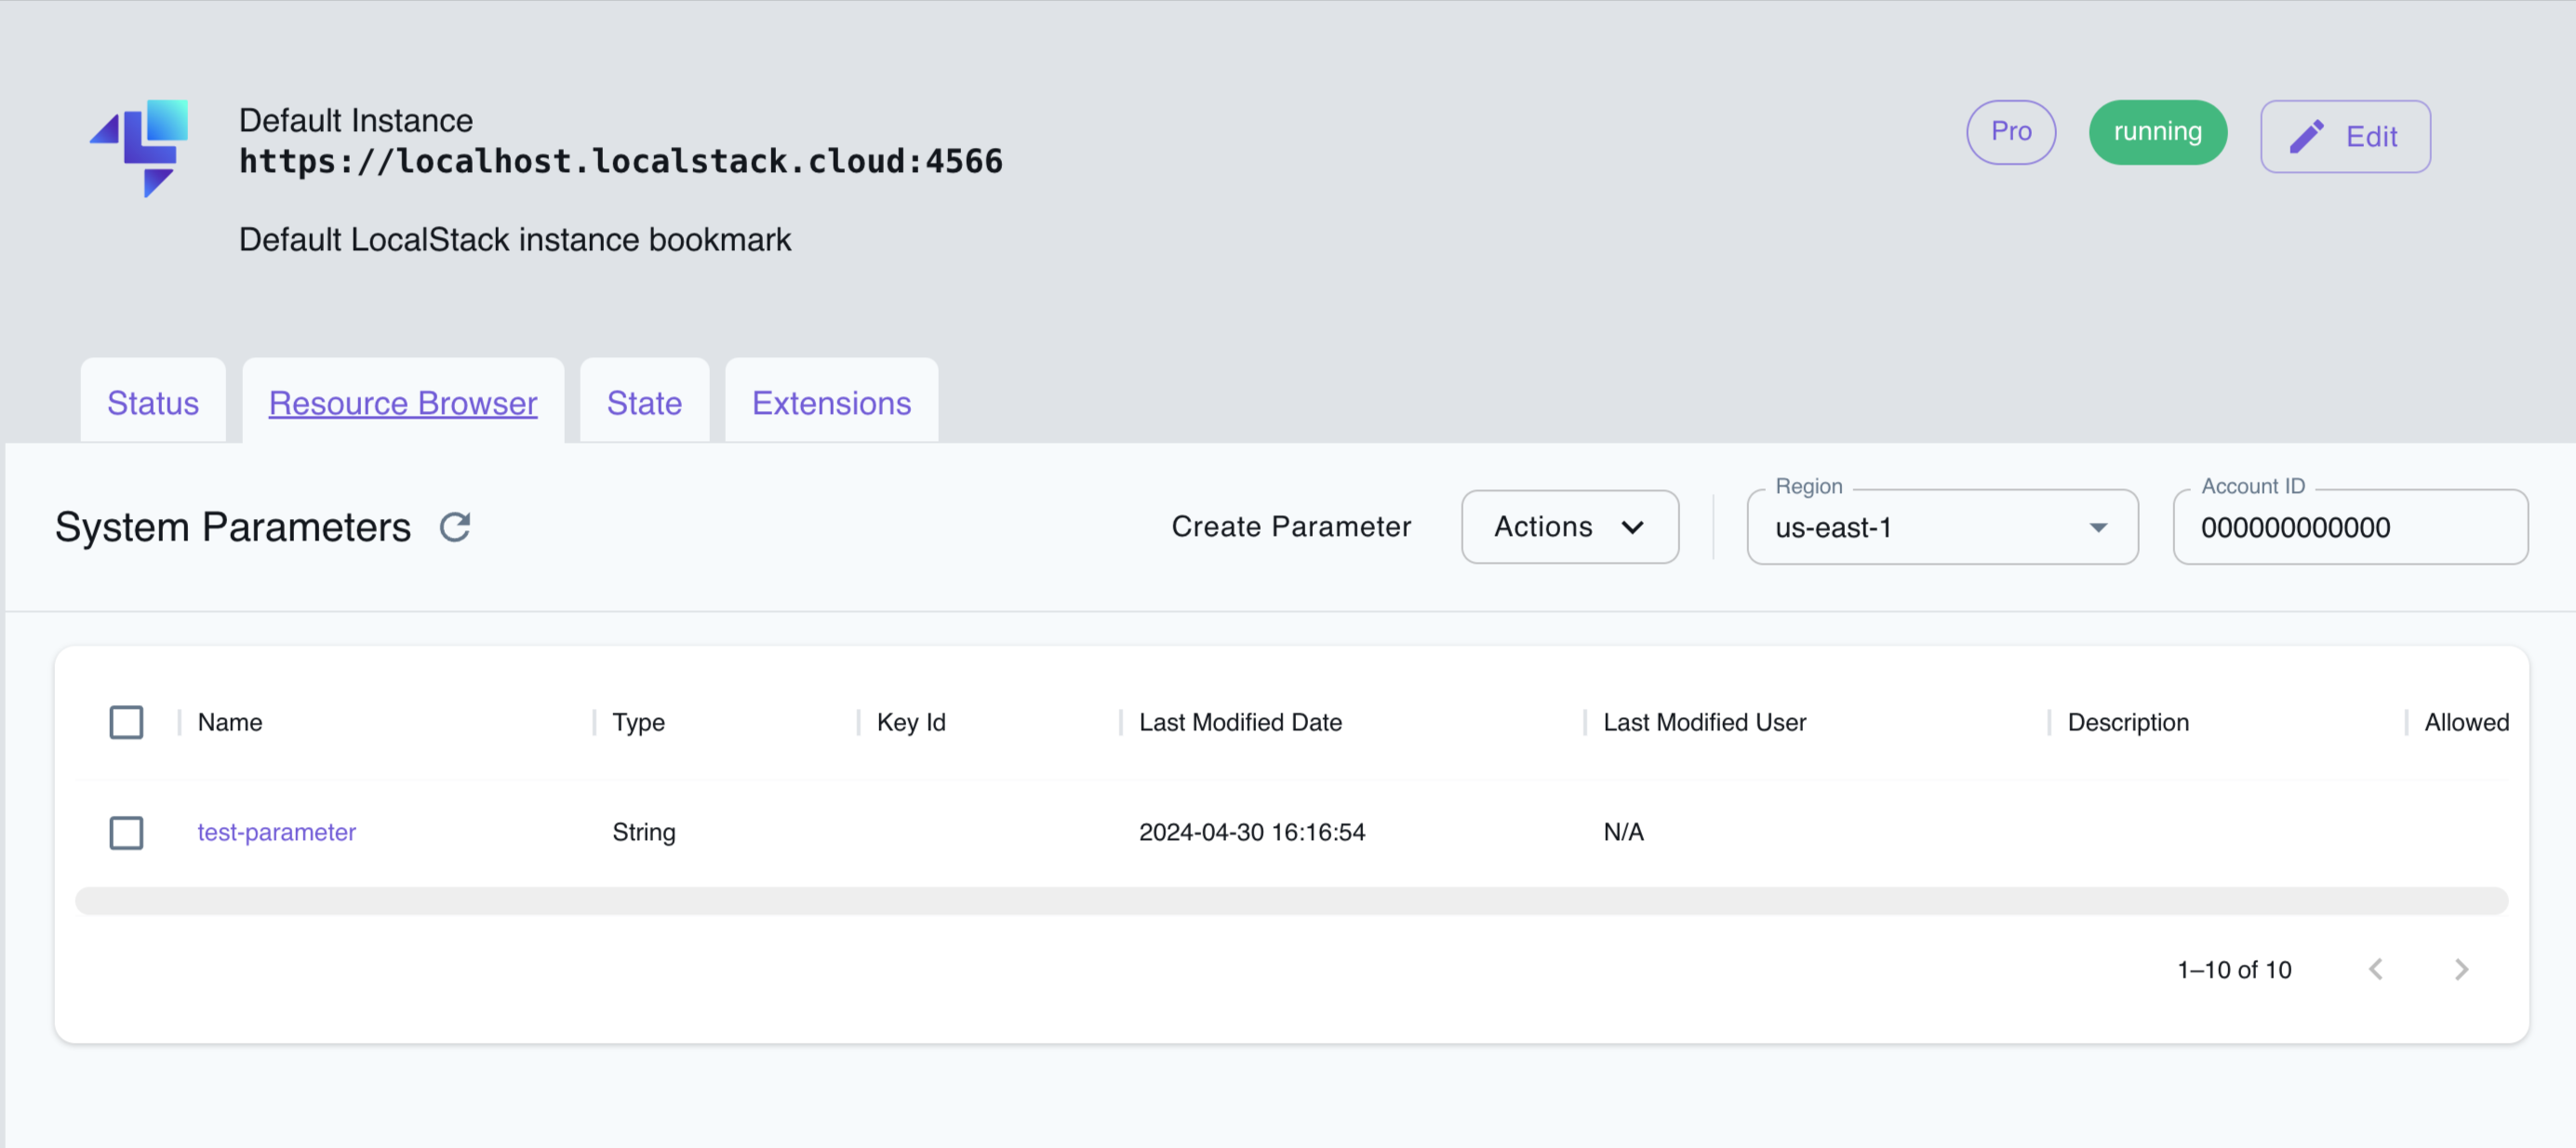 Default Instance
https://localhost.localstack.cloud:4566
Default LocalStack instance bookmark
Pro
running
Edit
Status
Resource Browser
State
Extensions
System Parameters
Create Parameter
Actions
Region
us-east-1
Account ID
000000000000
Name Type Key Id Last Modified Date Last Modified User Description Allowed
test-parameter String 2024-04-30 16:16:54 N/A
1–10 of 10